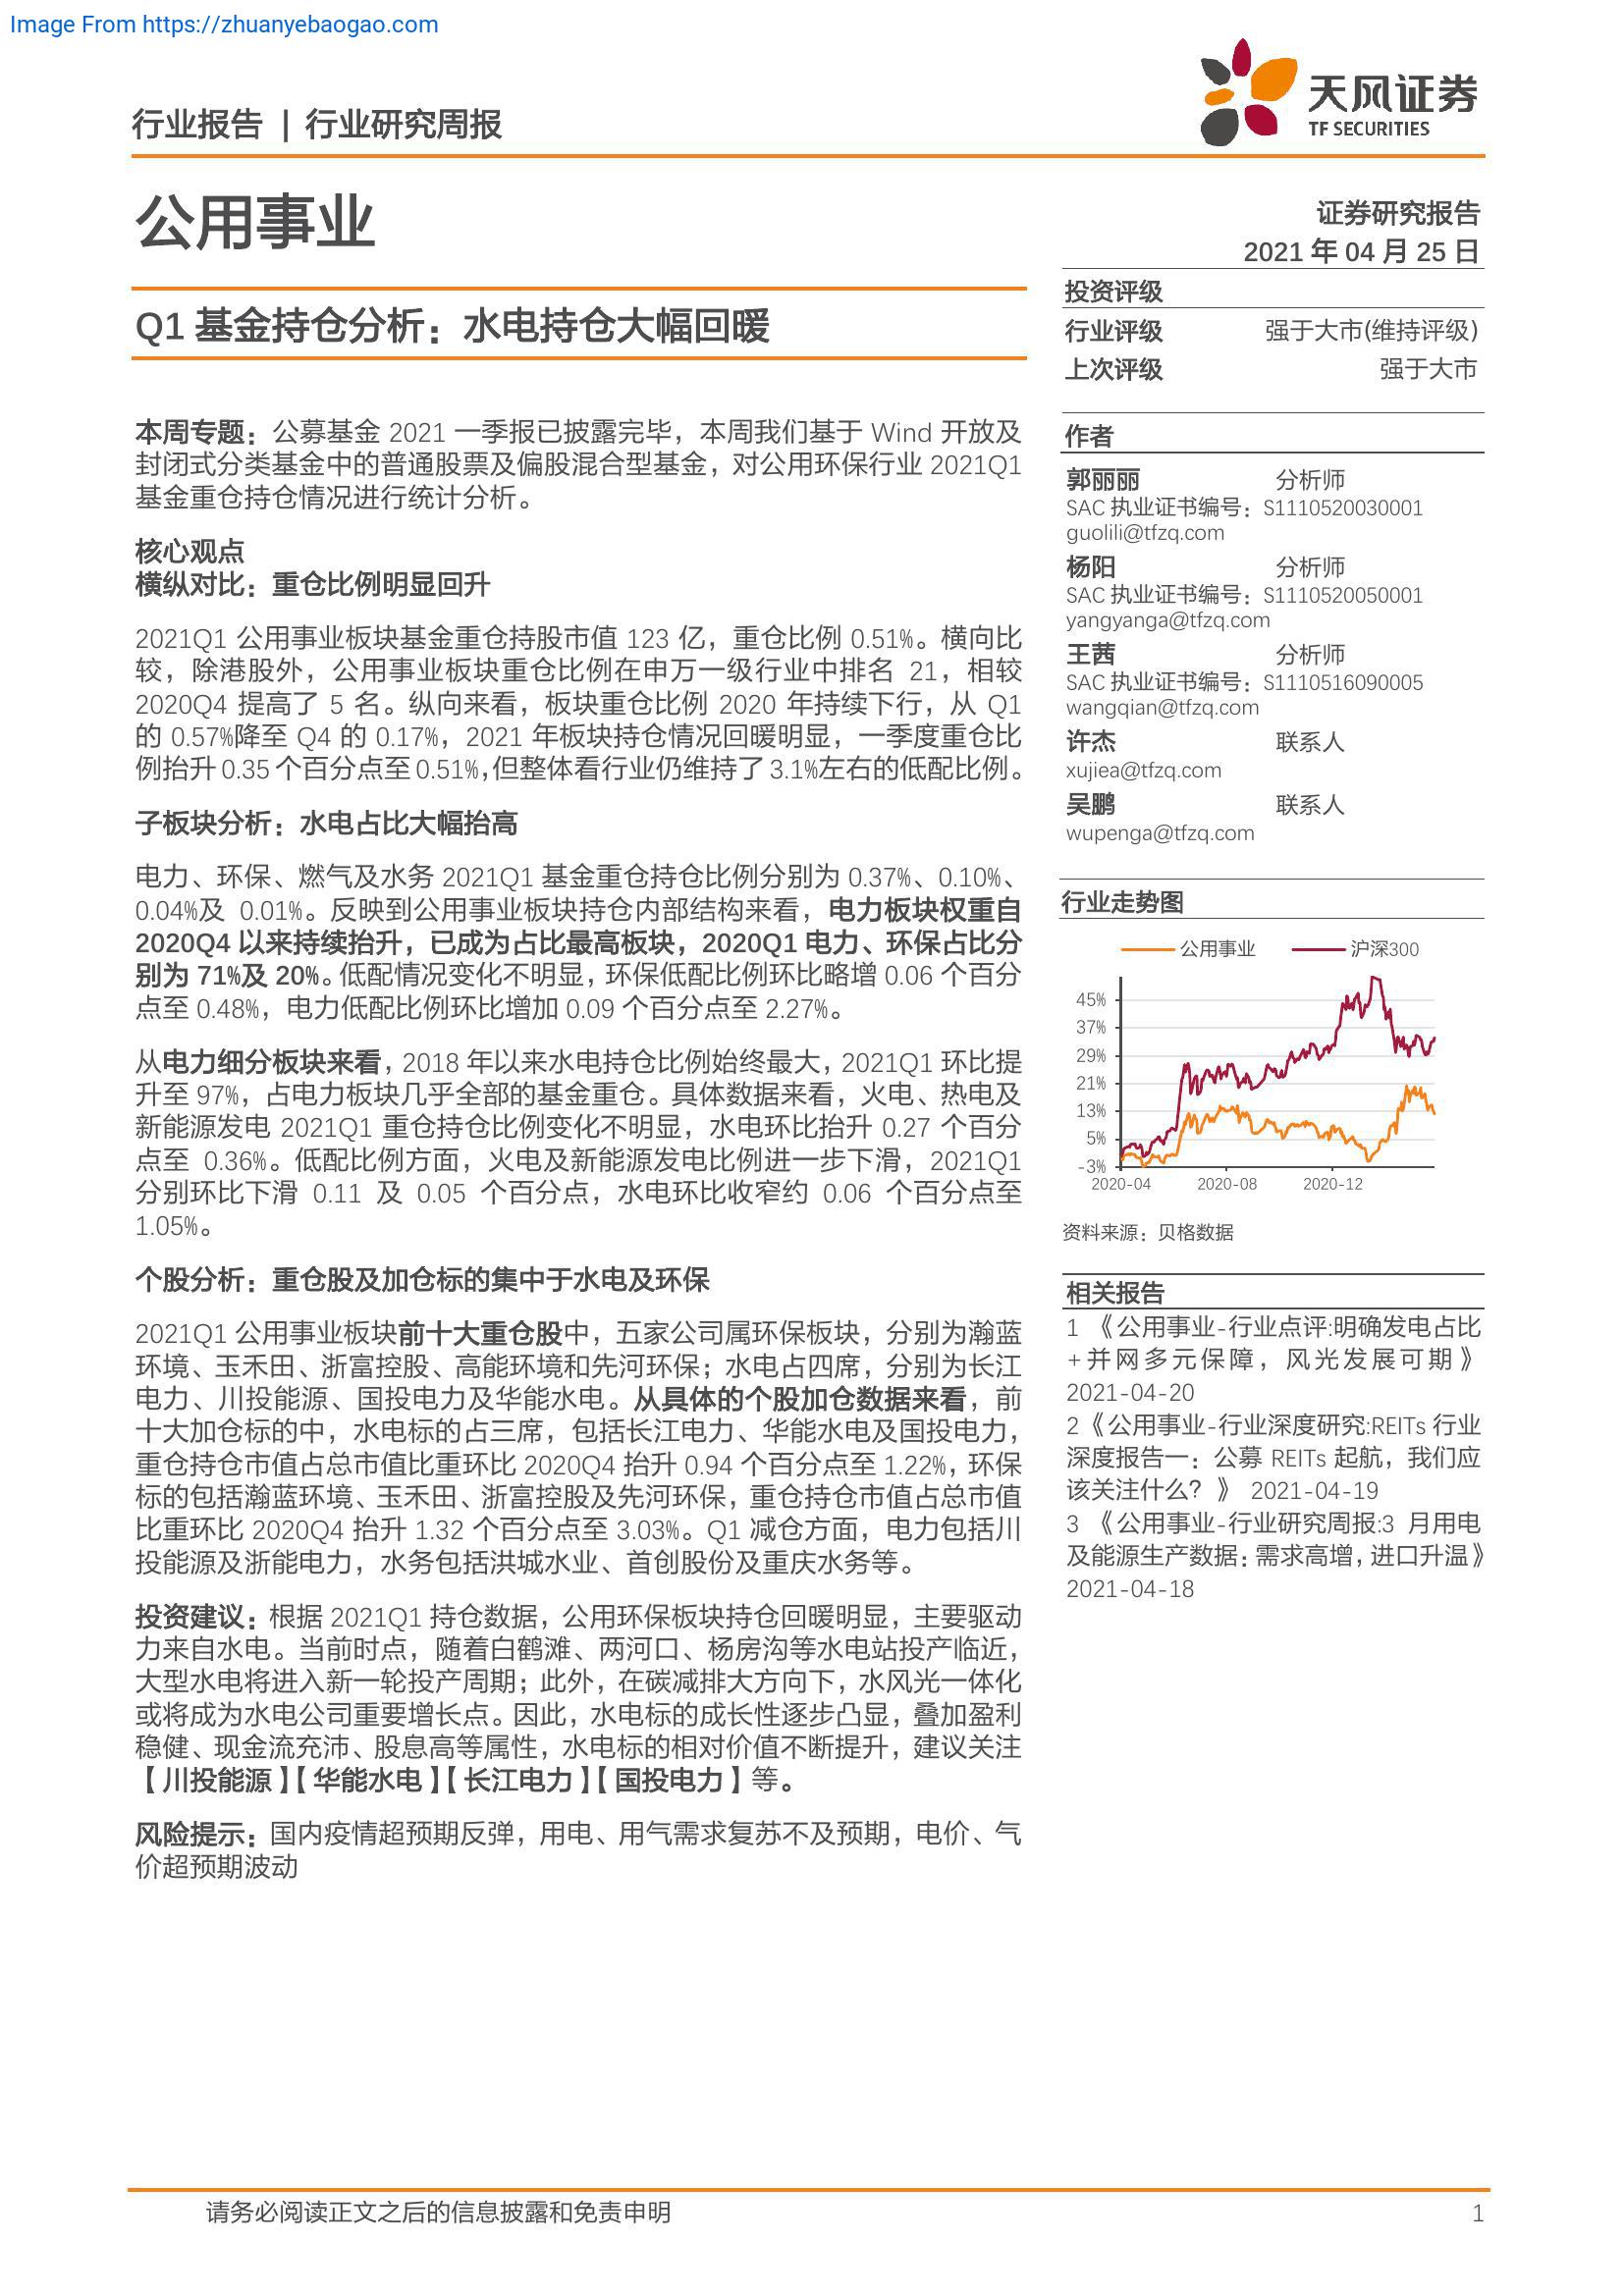 Image From https://zhuanyebaogao.com
行业报告 | 行业研究周报
天风证券
TF SECURITIES
公用事业
证券研究报告
2021 年 04 月 25 日
Q1 基金持仓分析：水电持仓大幅回暖
本周专题：公募基金 2021 一季报已披露完毕，本周我们基于 Wind 开放及
封闭式分类基金中的普通股票及偏股混合型基金，对公用环保行业 2021Q1
基金重仓持仓情况进行统计分析。
核心观点
横纵对比：重仓比例明显回升
2021Q1 公用事业板块基金重仓持股市值 123 亿，重仓比例 0.51%。横向比
较，除港股外，公用事业板块重仓比例在申万一级行业中排名 21，相较
2020Q4 提高了 5 名。纵向来看，板块重仓比例 2020 年持续下行，从 Q1
的 0.57%降至 Q4 的 0.17%，2021 年板块持仓情况回暖明显，一季度重仓比
例抬升 0.35 个百分点至 0.51%，但整体看行业仍维持了 3.1%左右的低配比例。
子板块分析：水电占比大幅抬高
电力、环保、燃气及水务 2021Q1 基金重仓持仓比例分别为 0.37%、0.10%、
0.04%及 0.01%。反映到公用事业板块持仓内部结构来看，电力板块权重自
2020Q4 以来持续抬升，已成为占比最高板块，2020Q1 电力、环保占比分
别为 71%及 20%。低配情况变化不明显，环保低配比例环比略增 0.06 个百分
点至 0.48%，电力低配比例环比增加 0.09 个百分点至 2.27%。
从电力细分板块来看，2018 年以来水电持仓比例始终最大，2021Q1 环比提
升至 97%，占电力板块几乎全部的基金重仓。具体数据来看，火电、热电及
新能源发电 2021Q1 重仓持仓比例变化不明显，水电环比抬升 0.27 个百分
点至 0.36%。低配比例方面，火电及新能源发电比例进一步下滑，2021Q1
分别环比下滑 0.11 及 0.05 个百分点，水电环比收窄约 0.06 个百分点至
1.05%。
个股分析：重仓股及加仓标的集中于水电及环保
2021Q1 公用事业板块前十大重仓股中，五家公司属环保板块，分别为瀚蓝
环境、玉禾田、浙富控股、高能环境和先河环保；水电占四席，分别为长江
电力、川投能源、国投电力及华能水电。从具体的个股加仓数据来看，前
十大加仓标的中，水电标的占三席，包括长江电力、华能水电及国投电力，
重仓持仓市值占总市值比重环比 2020Q4 抬升 0.94 个百分点至 1.22%，环保
标的包括瀚蓝环境、玉禾田、浙富控股及先河环保，重仓持仓市值占总市值
比重环比 2020Q4 抬升 1.32 个百分点至 3.03%。Q1 减仓方面，电力包括川
投能源及浙能电力，水务包括洪城水业、首创股份及重庆水务等。
投资建议：根据 2021Q1 持仓数据，公用环保板块持仓回暖明显，主要驱动
力来自水电。当前时点，随着白鹤滩、两河口、杨房沟等水电站投产临近，
大型水电将进入新一轮投产周期；此外，在碳减排大方向下，水风光一体化
或将成为水电公司重要增长点。因此，水电标的成长性逐步凸显，叠加盈利
稳健、现金流充沛、股息高等属性，水电标的相对价值不断提升，建议关注
【川投能源】【华能水电】【长江电力】【国投电力】等。
风险提示：国内疫情超预期反弹，用电、用气需求复苏不及预期，电价、气
价超预期波动
投资评级
行业评级 强于大市(维持评级)
上次评级 强于大市
作者
郭丽丽 分析师
SAC 执业证书编号：S1110520030001
guolili@tfzq.com
杨阳 分析师
SAC 执业证书编号：S1110520050001
yangyanga@tfzq.com
王茜 分析师
SAC 执业证书编号：S1110516090005
wangqian@tfzq.com
许杰 联系人
xujiea@tfzq.com
吴鹏 联系人
wupenga@tfzq.com
行业走势图
公用事业 沪深300
45%
37%
29%
21%
13%
5%
-3%
2020-04 2020-08 2020-12
资料来源：贝格数据
相关报告
1 《公用事业-行业点评:明确发电占比
+并网多元保障，风光发展可期》
2021-04-20
2《公用事业-行业深度研究:REITs 行业
深度报告一：公募 REITs 起航，我们应
该关注什么？》 2021-04-19
3 《公用事业-行业研究周报:3 月用电
及能源生产数据：需求高增，进口升温》
2021-04-18
请务必阅读正文之后的信息披露和免责申明 1